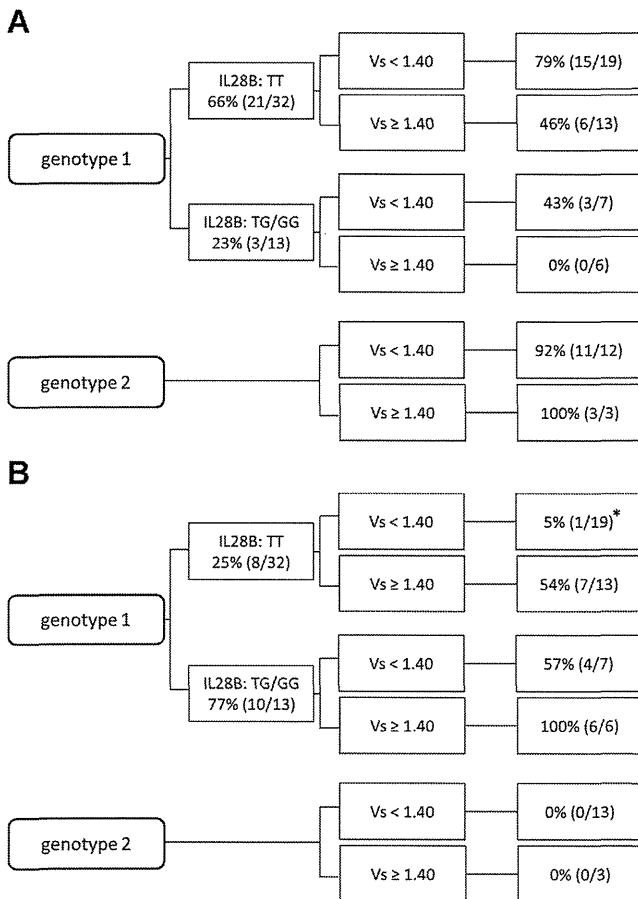 A
genotype 1
IL28B: TT
66% (21/32)
Vs < 1.40
79% (15/19)
Vs ≥ 1.40
46% (6/13)
IL28B: TG/GG
23% (3/13)
Vs < 1.40
43% (3/7)
Vs ≥ 1.40
0% (0/6)
genotype 2
Vs < 1.40
92% (11/12)
Vs ≥ 1.40
100% (3/3)
B
genotype 1
IL28B: TT
25% (8/32)
Vs < 1.40
5% (1/19)*
Vs ≥ 1.40
54% (7/13)
IL28B: TG/GG
77% (10/13)
Vs < 1.40
57% (4/7)
Vs ≥ 1.40
100% (6/6)
genotype 2
Vs < 1.40
0% (0/13)
Vs ≥ 1.40
0% (0/3)